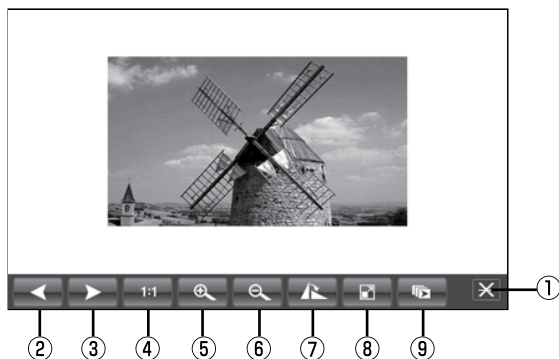 1:1
①
② ③ ④ ⑤ ⑥ ⑦ ⑧ ⑨